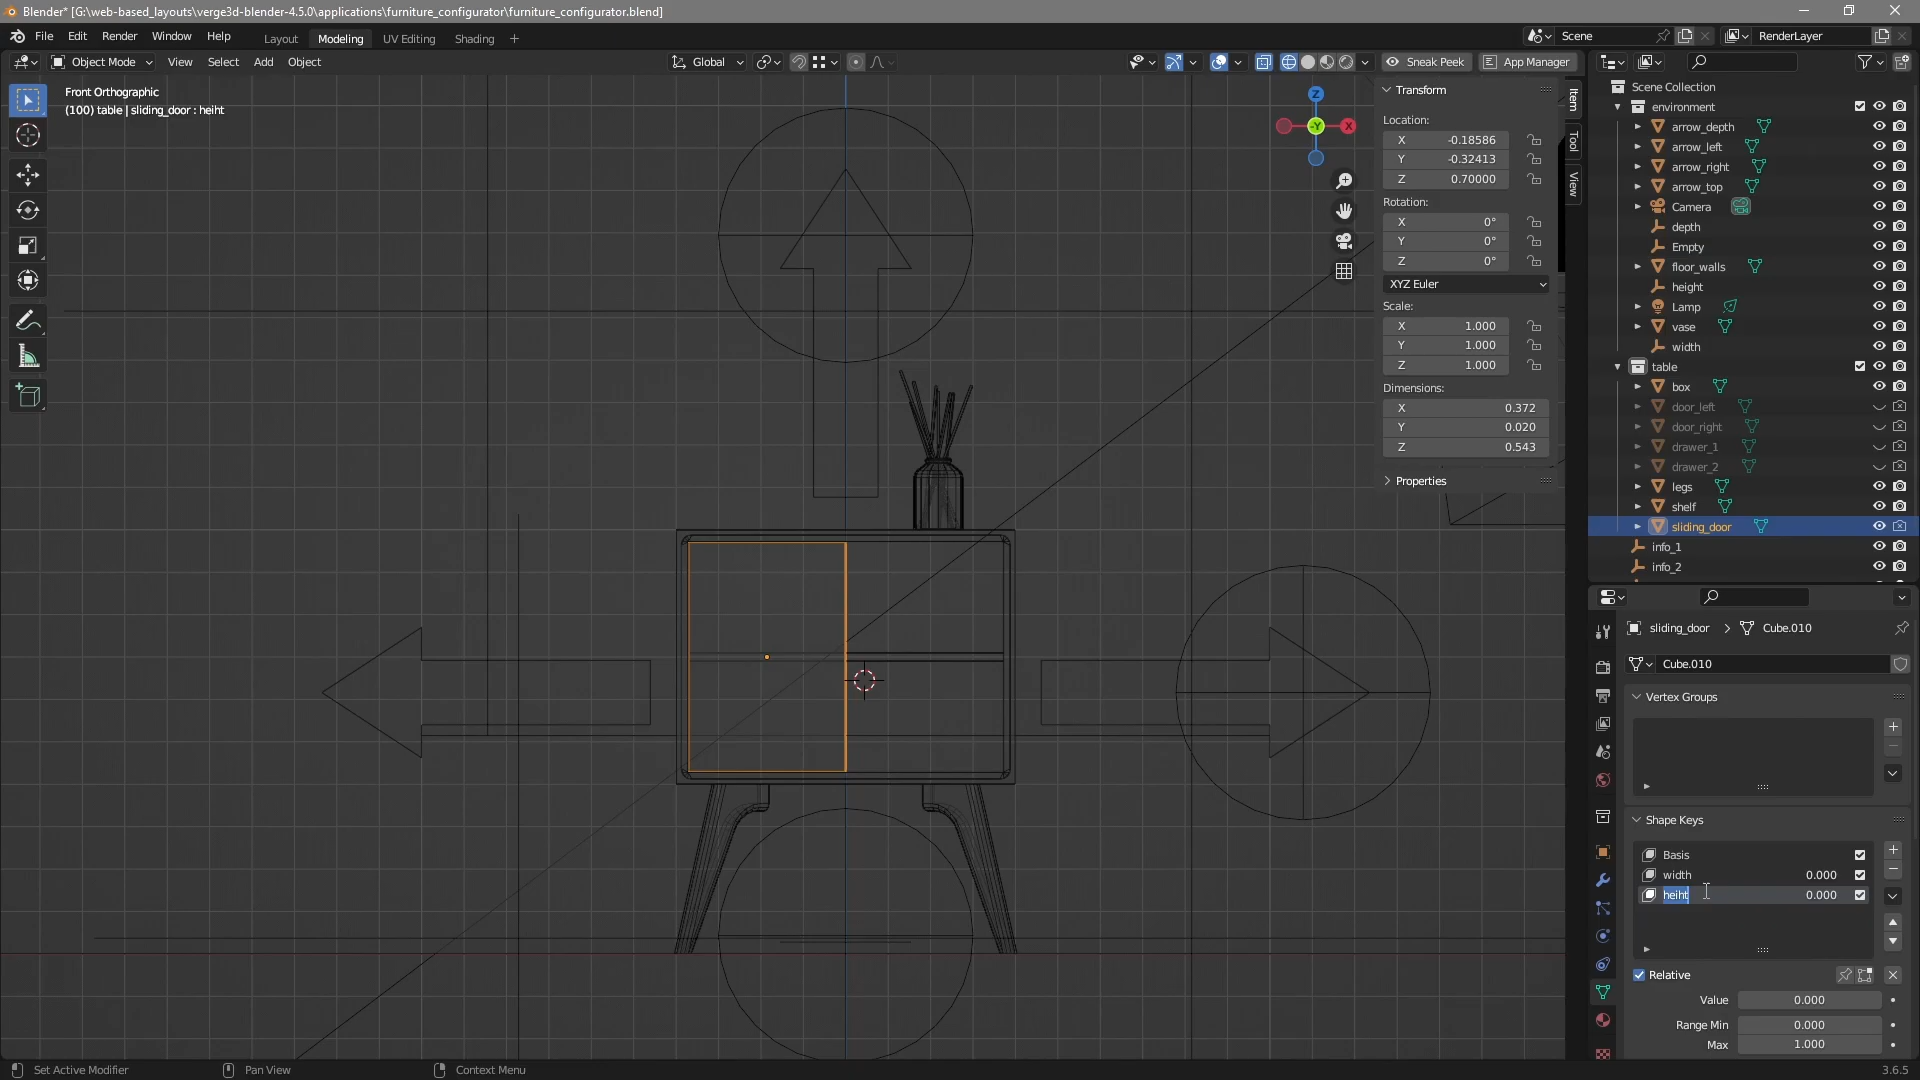 Blender* [G:\web-based_layouts\verge3d-blender-4.5.0\applications\furniture_configurator\furniture_configurator.blend]
File Edit Render Window Help Layout Modeling UV Editing Shading +
Scene RenderLayer
Object Mode View Select Add Object Global Sneak Peek App Manager
Front Orthographic
(100) table | sliding_door : heiht
Z
-Y
X
Transform
Location:
X -0.18586
Y -0.32413
Z 0.70000
Rotation:
X 0°
Y 0°
Z 0°
XYZ Euler
Scale:
X 1.000
Y 1.000
Z 1.000
Dimensions:
X 0.372
Y 0.020
Z 0.543
Properties
Item
Tool
View
Scene Collection
environment
arrow_depth
arrow_left
arrow_right
arrow_top
Camera
depth
Empty
floor_walls
height
Lamp
vase
width
table
box
door_left
door_right
drawer_1
drawer_2
legs
shelf
sliding_door
info_1
info_2
sliding_door > Cube.010
Cube.010
Vertex Groups
Shape Keys
Basis
width 0.000
heiht 0.000
Relative
Value 0.000
Range Min 0.000
Max 1.000
Set Active Modifier Pan View Context Menu 3.6.5